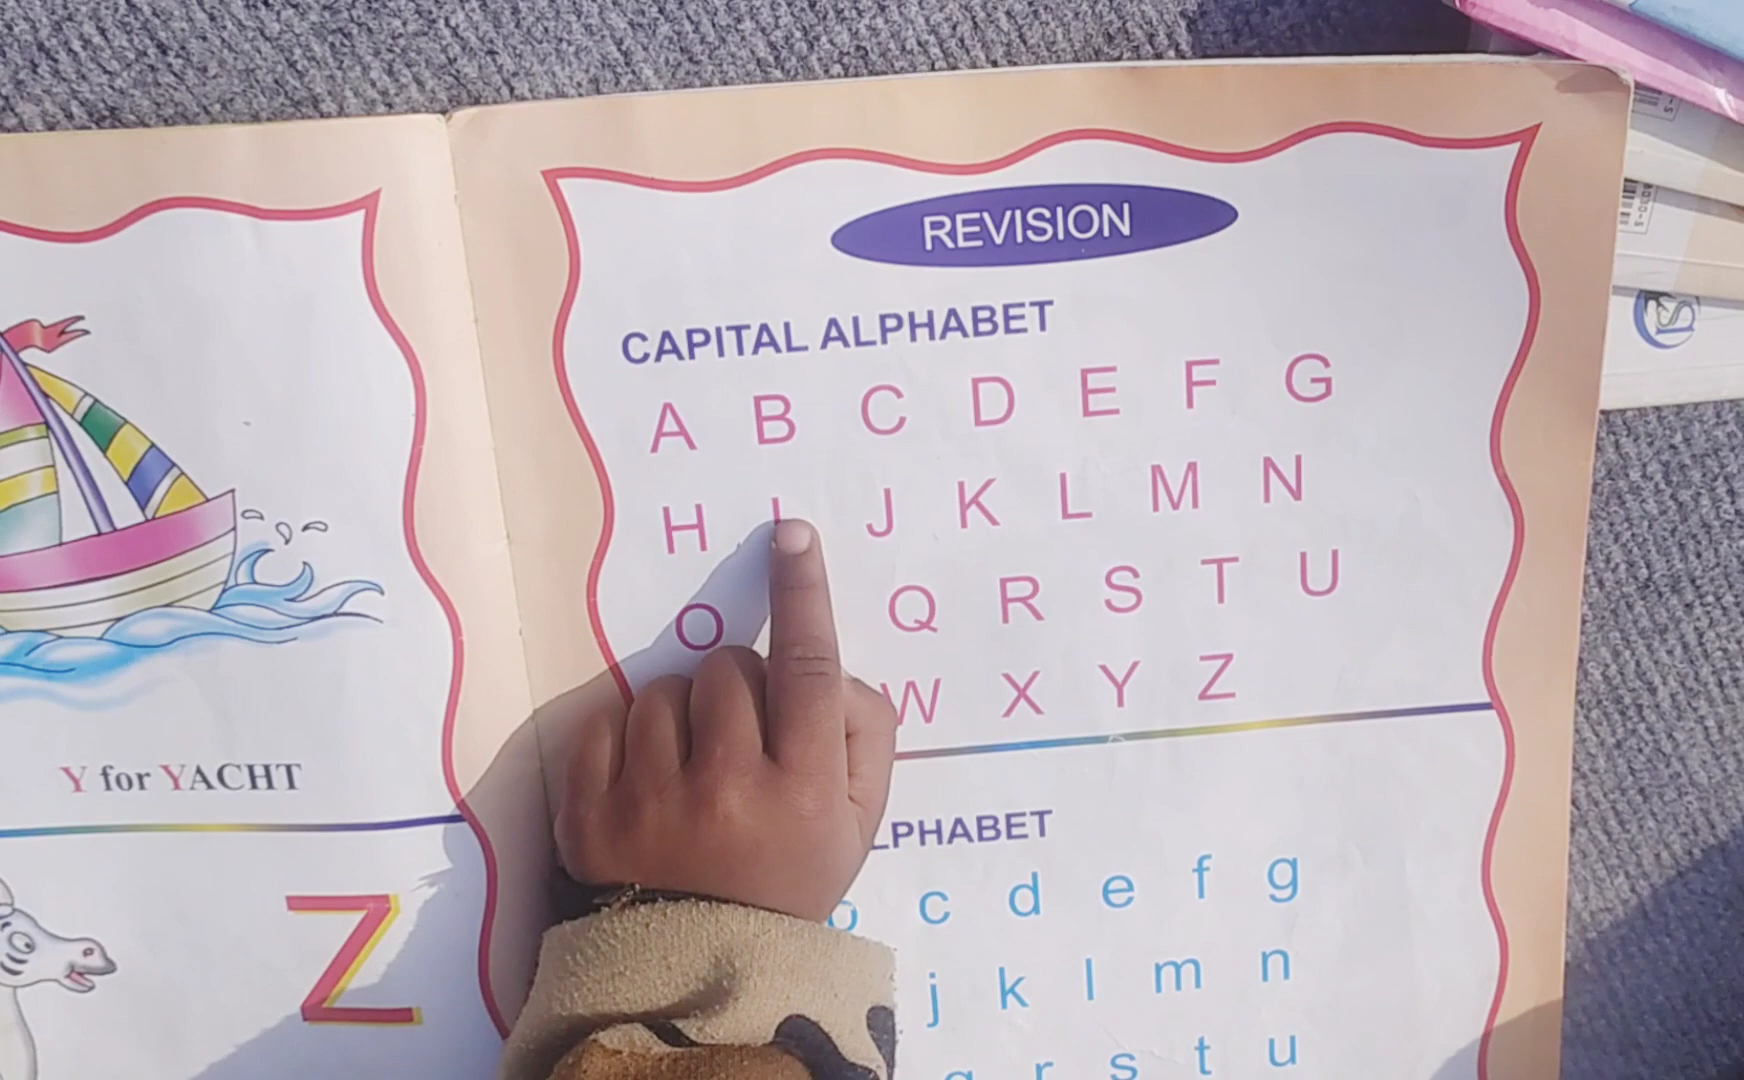 Y for YACHT
Z
REVISION
CAPITAL ALPHABET
A B C D E F G
H I J K L M N
O Q R S T U
W X Y Z
LPHABET
c d e f g
j k l m n
r s t u